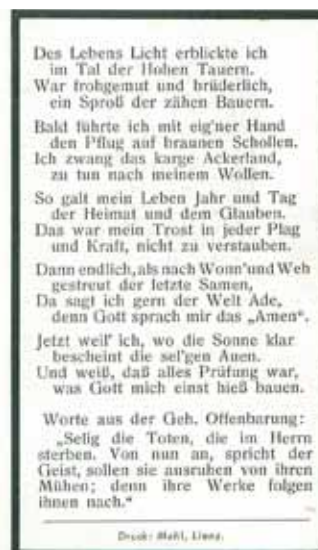 Des Lebens Licht erblickte ich
im Tal der Hohen Tauern.
War frohgemut und brüderlich,
ein Sproß der zähen Bauern.
Bald führte ich mit eig'ner Hand
den Pflug auf braunen Schollen.
Ich zwang das karge Ackerland,
zu tun nach meinem Wollen.
So galt mein Leben Jahr und Tag
der Heimat und dem Glauben.
Das war mein Trost in jeder Plag
und Kraft, nicht zu verstauben.
Dann endlich, als nach Wonn' und Weh
gestreut der letzte Samen,
Da sagt ich gern der Welt Ade,
denn Gott sprach mir das „Amen“.
Jetzt weil' ich, wo die Sonne klar
bescheint die sel'gen Auen.
Und weiß, daß alles Prüfung war,
was Gott mich einst hieß bauen.
Worte aus der Geh. Offenbarung:
„Selig die Toten, die im Herrn
sterben. Von nun an, spricht der
Geist, sollen sie ausruhen von ihren
Mühen; denn ihre Werke folgen
ihnen nach.“
Druck: Mahl, Lienz.